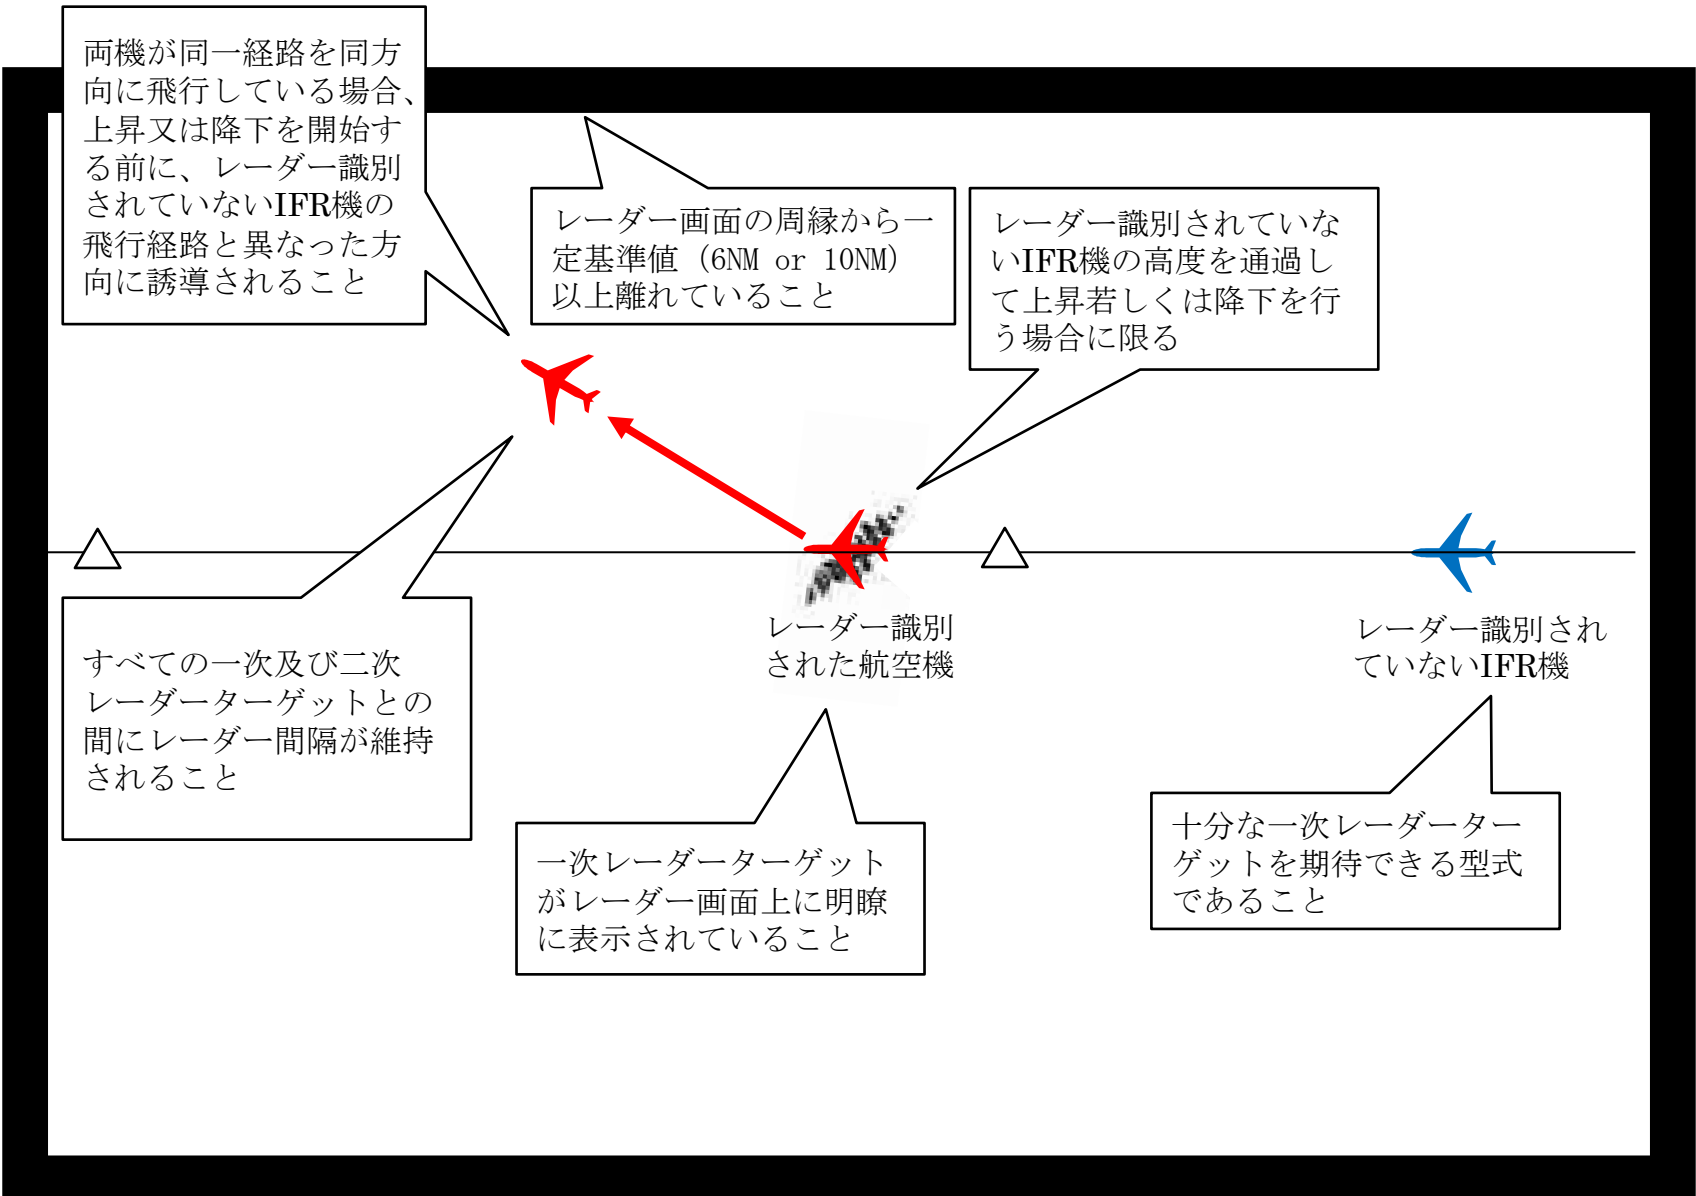 両機が同一経路を同方
向に飛行している場合、
上昇又は降下を開始す
る前に、レーダー識別
されていないIFR機の
飛行経路と異なった方
向に誘導されること
レーダー画面の周縁から一
定基準値（6NM or 10NM）
以上離れていること
レーダー識別されていな
いIFR機の高度を通過し
て上昇若しくは降下を行
う場合に限る
レーダー識別
された航空機
レーダー識別され
ていないIFR機
すべての一次及び二次
レーダーターゲットとの
間にレーダー間隔が維持
されること
一次レーダーターゲット
がレーダー画面上に明瞭
に表示されていること
十分な一次レーダーター
ゲットを期待できる型式
であること